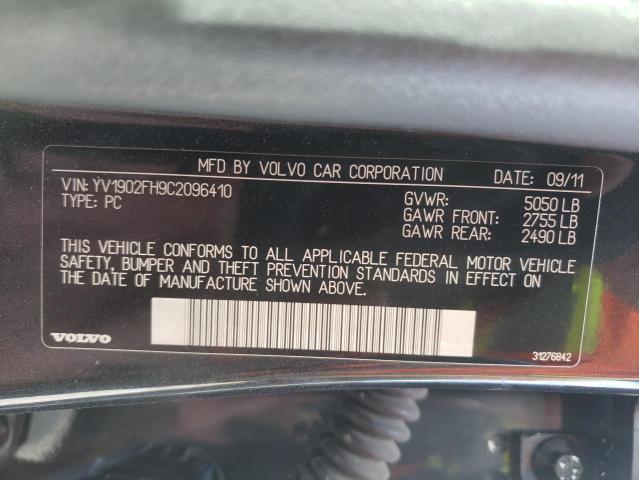 MFD BY VOLVO CAR CORPORATION DATE: 09/11
VIN: YV1902FH9C2096410
TYPE: PC
GVWR: 5050 LB
GAWR FRONT: 2755 LB
GAWR REAR: 2490 LB
THIS VEHICLE CONFORMS TO ALL APPLICABLE FEDERAL MOTOR VEHICLE
SAFETY, BUMPER AND THEFT PREVENTION STANDARDS IN EFFECT ON
THE DATE OF MANUFACTURE SHOWN ABOVE.
VOLVO 31276842